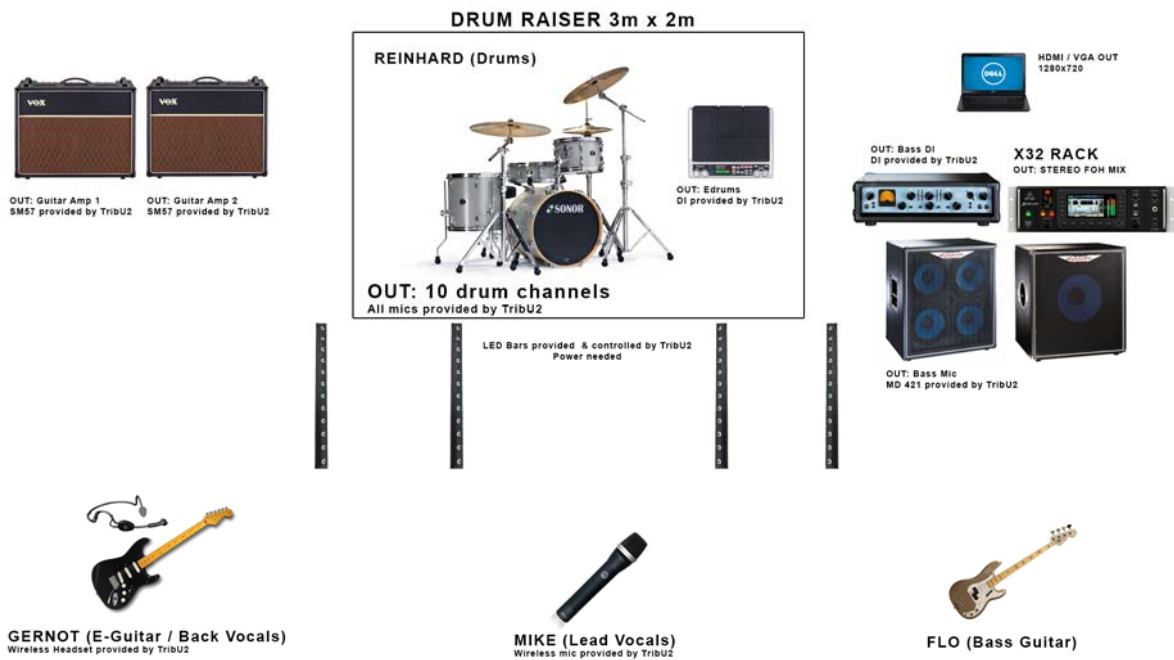 DRUM RAISER 3m x 2m
REINHARD (Drums)
VOX
VOX
OUT: Guitar Amp 1
SM57 provided by TribU2
OUT: Guitar Amp 2
SM57 provided by TribU2
SONOR
OUT: Edrums
DI provided by TribU2
OUT: 10 drum channels
All mics provided by TribU2
DELL
HDMI / VGA OUT
1280x720
OUT: Bass DI
DI provided by TribU2
X32 RACK
OUT: STEREO FOH MIX
OUT: Bass Mic
MD 421 provided by TribU2
LED Bars provided & controlled by TribU2
Power needed
GERNOT (E-Guitar / Back Vocals)
Wireless Headset provided by TribU2
MIKE (Lead Vocals)
Wireless mic provided by TribU2
FLO (Bass Guitar)